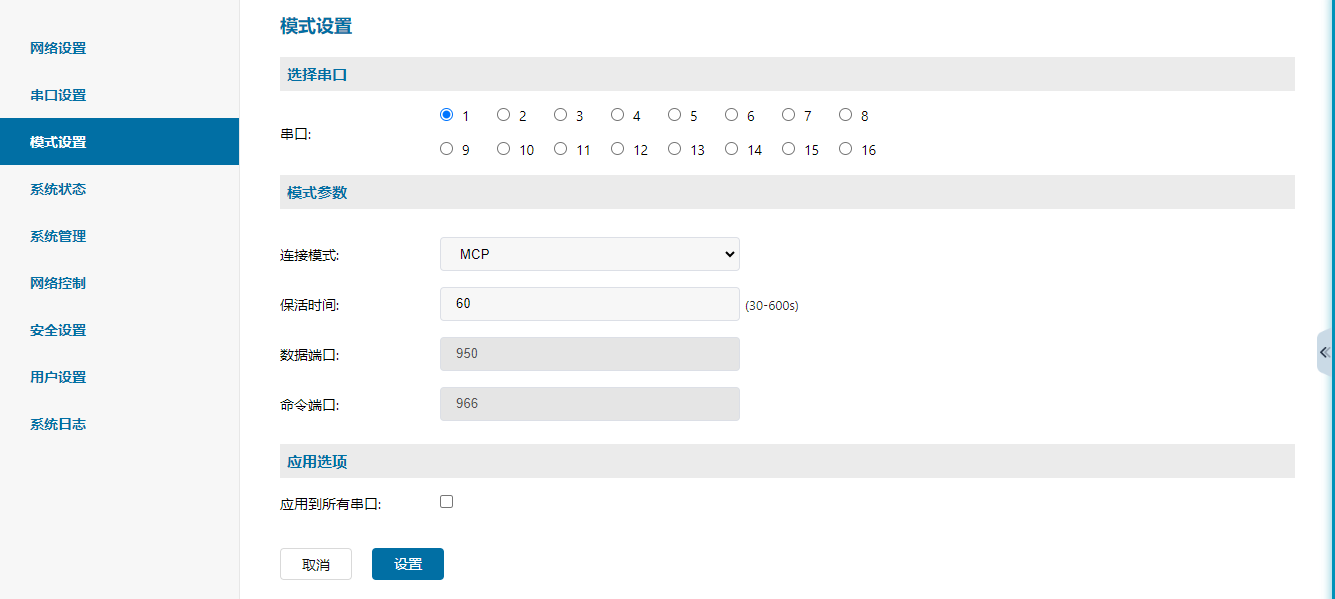 模式设置
网络设置
串口设置
模式设置
系统状态
系统管理
网络控制
安全设置
用户设置
系统日志
选择串口
串口:
1 2 3 4 5 6 7 8
9 10 11 12 13 14 15 16
模式参数
连接模式: MCP
保活时间: 60 (30-600s)
数据端口: 950
命令端口: 966
应用选项
应用到所有串口:
取消 设置